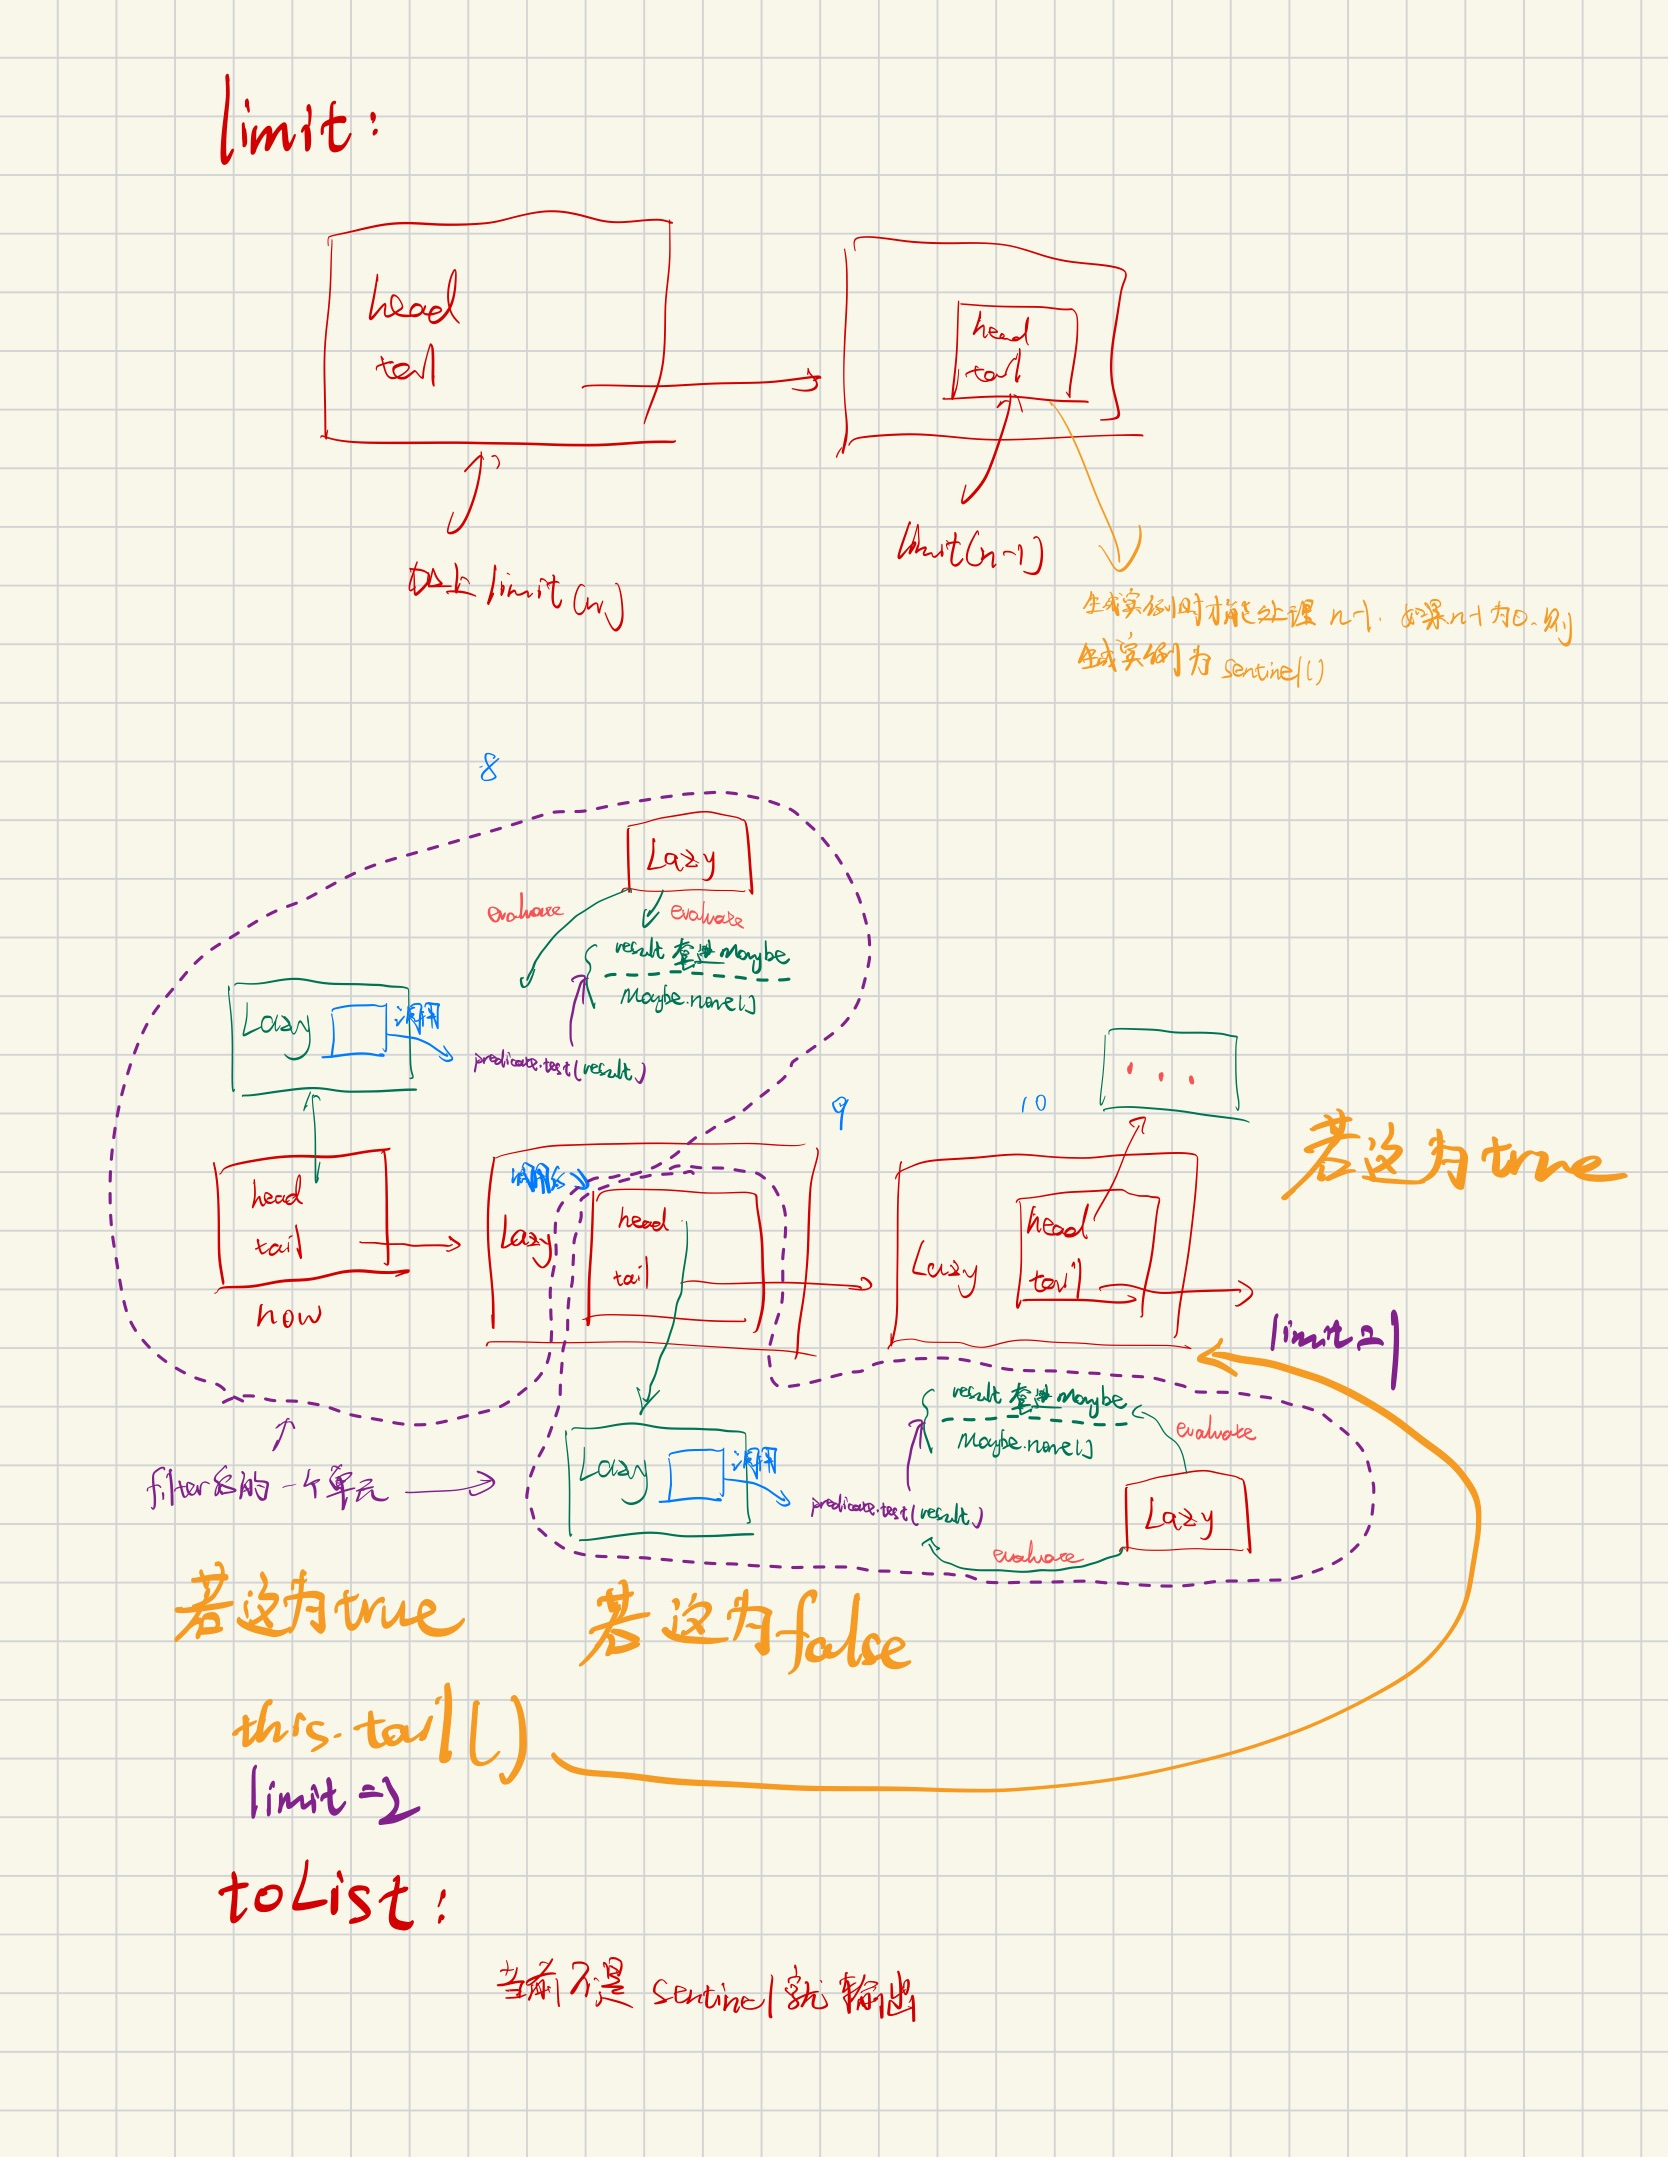 limit:
head
tail
head
tail
加上 limit(n)
limit(n-1)
生成实例时才能处理 n-1. 如果n-1为0.则
生成实例为 sentinel()
8
Lazy
evaluate
evaluate
result 套进 Maybe
Maybe.none()
Lazy
调用
predicate.test(result)
9
10
若这为true
head
tail
now
Lazy
head
tail
Lazy
head
tail
limit 2
result 套进 Maybe
Maybe.none()
evaluate
filter后的一个单元
Lazy
调用
predicate.test(result)
Lazy
evaluate
若这为true
若这为false
this.tail()
limit=2
toList:
当前不是 sentinel 就输出